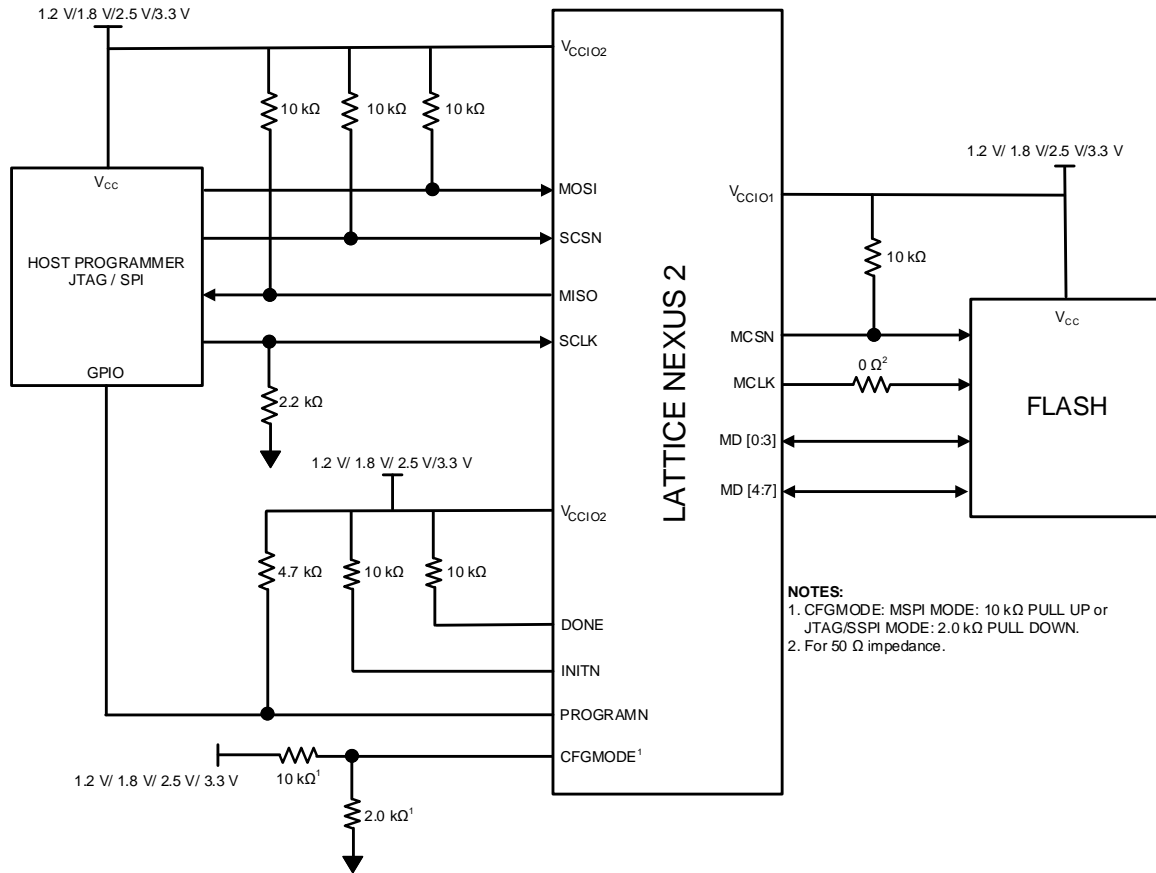 1.2 V/1.8 V/2.5 V/3.3 V
VCCIO2
10 kΩ
10 kΩ
10 kΩ
VCC
HOST PROGRAMMER
JTAG / SPI
GPIO
MOSI
SCSN
MISO
SCLK
2.2 kΩ
1.2 V/ 1.8 V/ 2.5 V/3.3 V
VCCIO2
4.7 kΩ
10 kΩ
10 kΩ
DONE
INITN
PROGRAMN
CFGMODE¹
1.2 V/ 1.8 V/ 2.5 V/ 3.3 V
10 kΩ¹
2.0 kΩ¹
LATTICE NEXUS 2
1.2 V/ 1.8 V/2.5 V/3.3 V
VCCIO1
10 kΩ
MCSN
0 Ω²
MCLK
MD [0:3]
MD [4:7]
VCC
FLASH
NOTES:
1. CFGMODE: MSPI MODE: 10 kΩ PULL UP or
JTAG/SSPI MODE: 2.0 kΩ PULL DOWN.
2. For 50 Ω impedance.